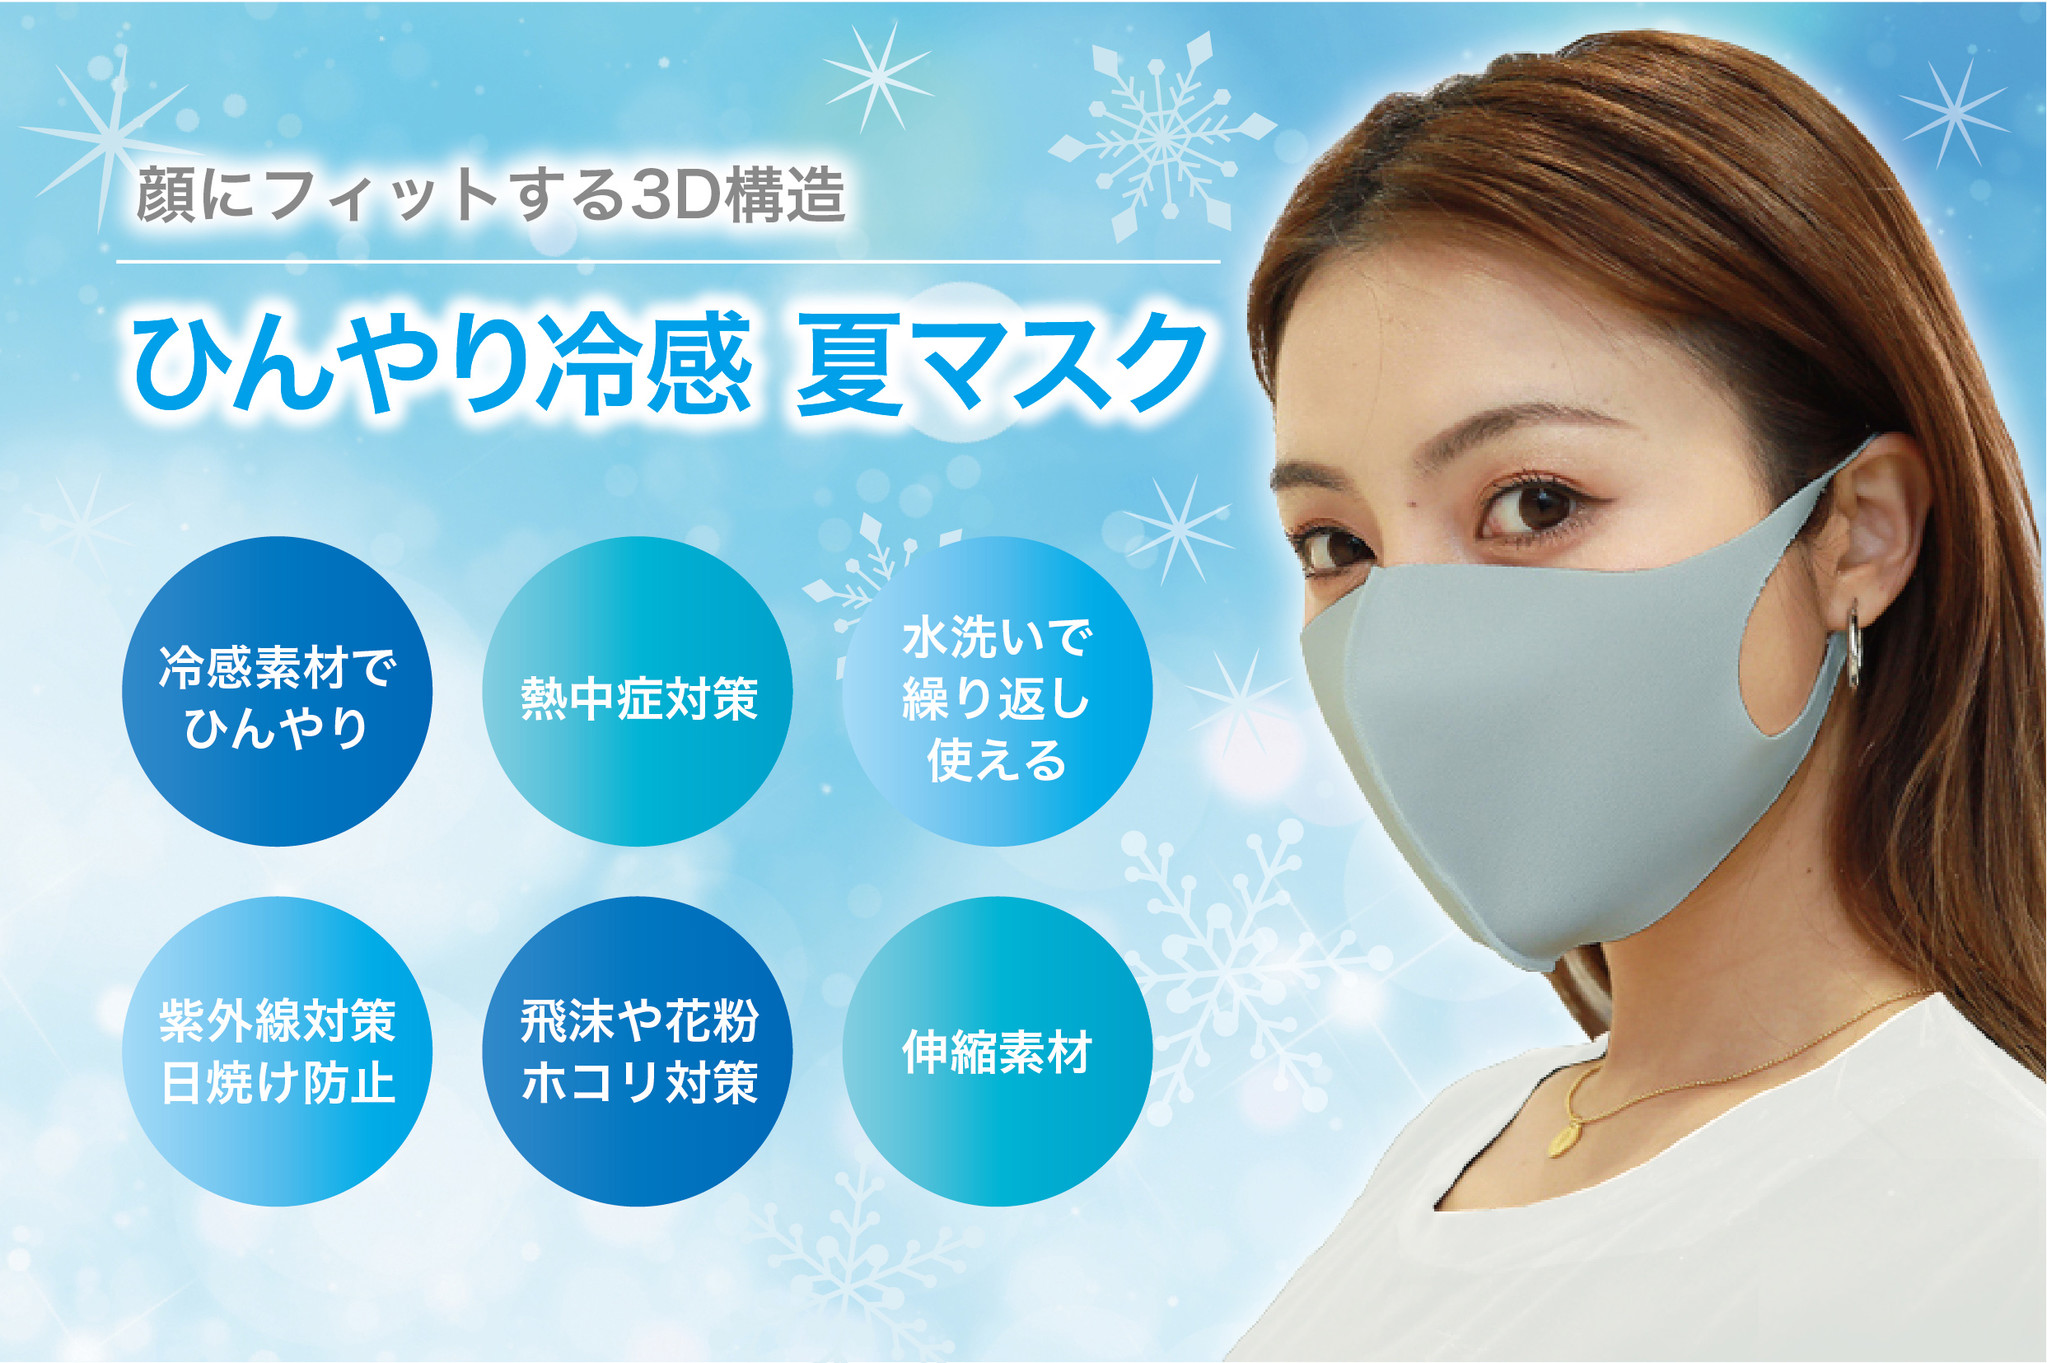 顔にフィットする3D構造
ひんやり冷感 夏マスク
冷感素材で
ひんやり
熱中症対策
水洗いで
繰り返し
使える
紫外線対策
日焼け防止
飛沫や花粉
ホコリ対策
伸縮素材